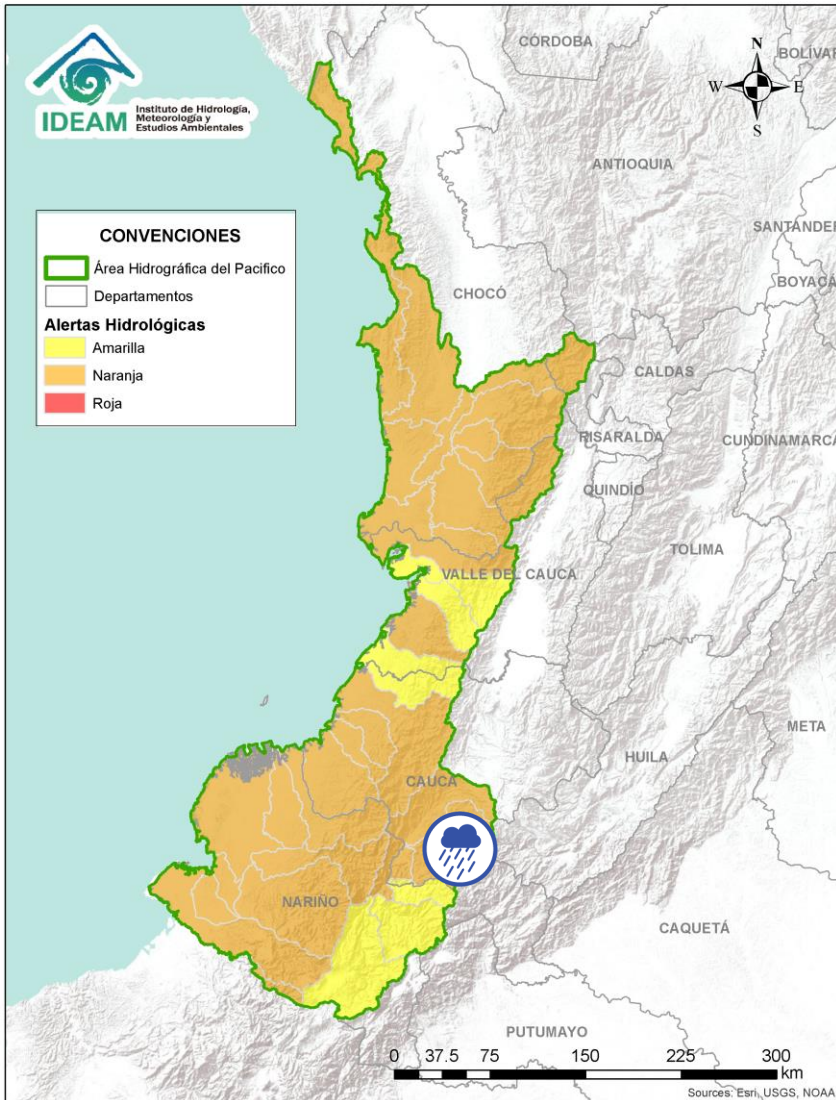 IDEAM
Instituto de Hidrología,
Meteorología y
Estudios Ambientales
CÓRDOBA
BOLÍVAR
N
W
E
S
ANTIOQUIA
SANTANDER
BOYACÁ
CONVENCIONES
Área Hidrográfica del Pacifico
Departamentos
Alertas Hidrológicas
Amarilla
Naranja
Roja
CHOCÓ
CALDAS
RISARALDA
CUNDINAMARCA
QUINDÍO
TOLIMA
VALLE DEL CAUCA
META
HUILA
CAUCA
NARIÑO
CAQUETÁ
PUTUMAYO
0 37.5 75 150 225 300
km
Sources: Esri, USGS, NOAA